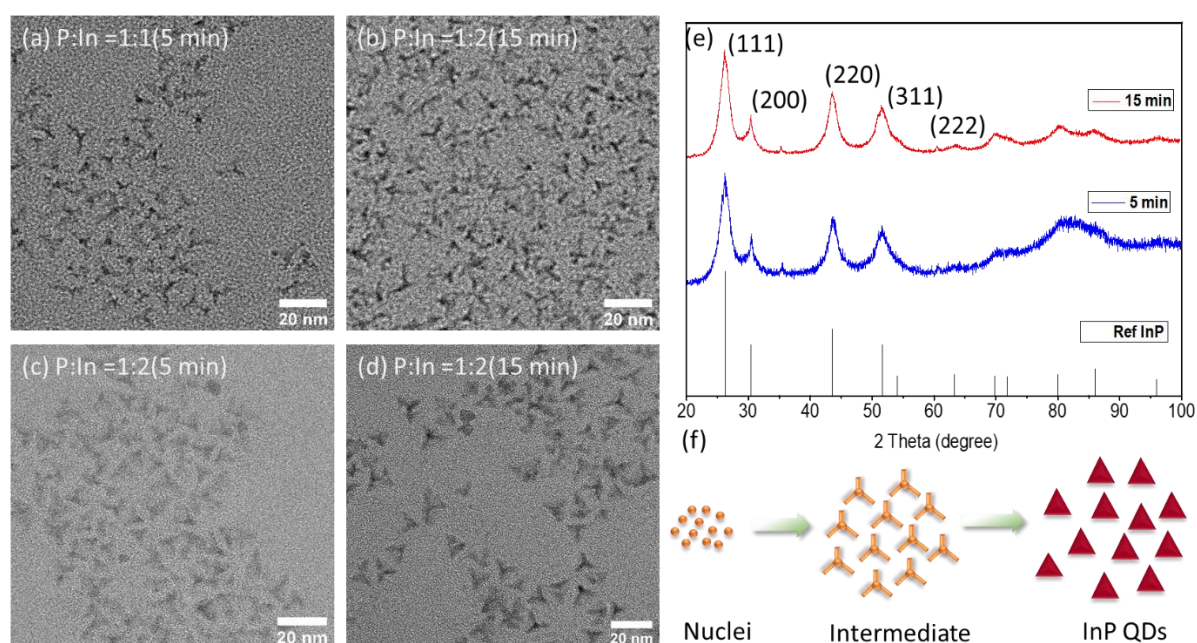 (a) P:In =1:1(5 min)
20 nm
(b) P:In =1:2(15 min)
20 nm
(c) P:In =1:2(5 min)
20 nm
(d) P:In =1:2(15 min)
20 nm
(e)
(111)
(200)
(220)
(311)
(222)
15 min
5 min
Ref InP
20 30 40 50 60 70 80 90 100
2 Theta (degree)
(f)
Nuclei Intermediate InP QDs